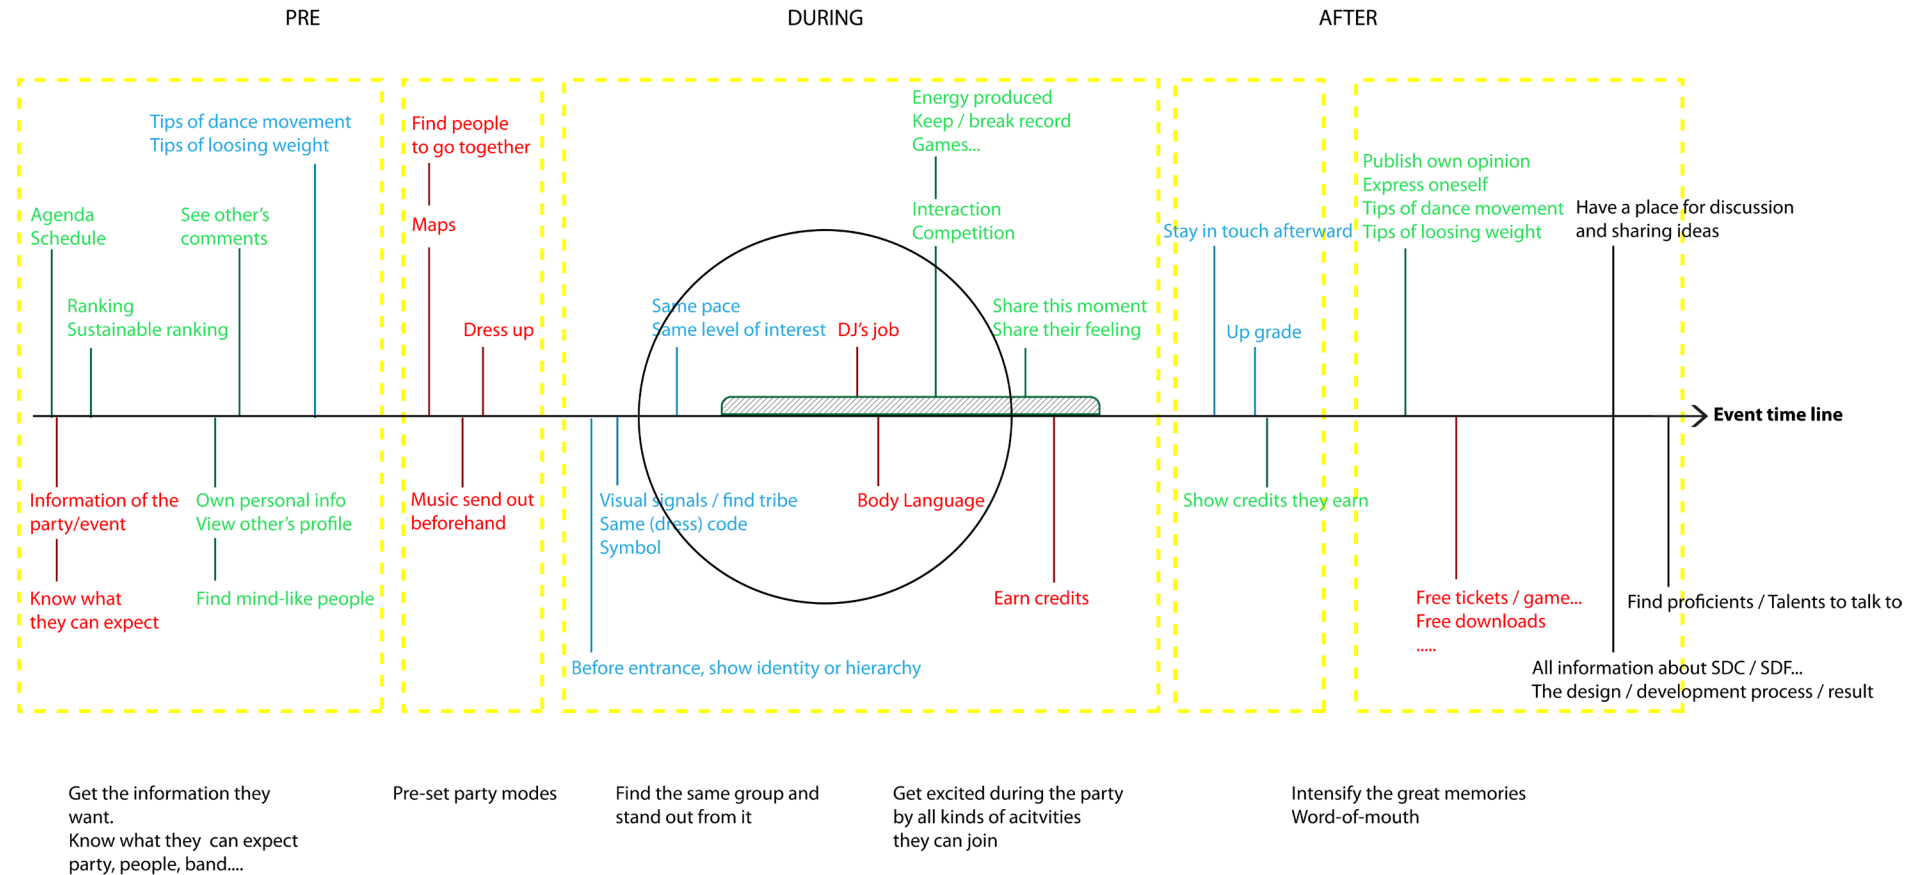 PRE
DURING
AFTER
Tips of dance movement
Tips of loosing weight
Agenda
Schedule
See other's
comments
Ranking
Sustainable ranking
Information of the
party/event
Know what
they can expect
Own personal info
View other's profile
Find mind-like people
Find people
to go together
Maps
Dress up
Music send out
beforehand
Energy produced
Keep / break record
Games...
Interaction
Competition
Same pace
Same level of interest
DJ's job
Share this moment
Share their feeling
Visual signals / find tribe
Same (dress) code
Symbol
Body Language
Earn credits
Before entrance, show identity or hierarchy
Stay in touch afterward
Up grade
Show credits they earn
Publish own opinion
Express oneself
Tips of dance movement
Tips of loosing weight
Have a place for discussion
and sharing ideas
Event time line
Free tickets / game...
Free downloads
.....
Find proficients / Talents to talk to
All information about SDC / SDF...
The design / development process / result
Get the information they
want.
Know what they can expect
party, people, band....
Pre-set party modes
Find the same group and
stand out from it
Get excited during the party
by all kinds of acitvities
they can join
Intensify the great memories
Word-of-mouth